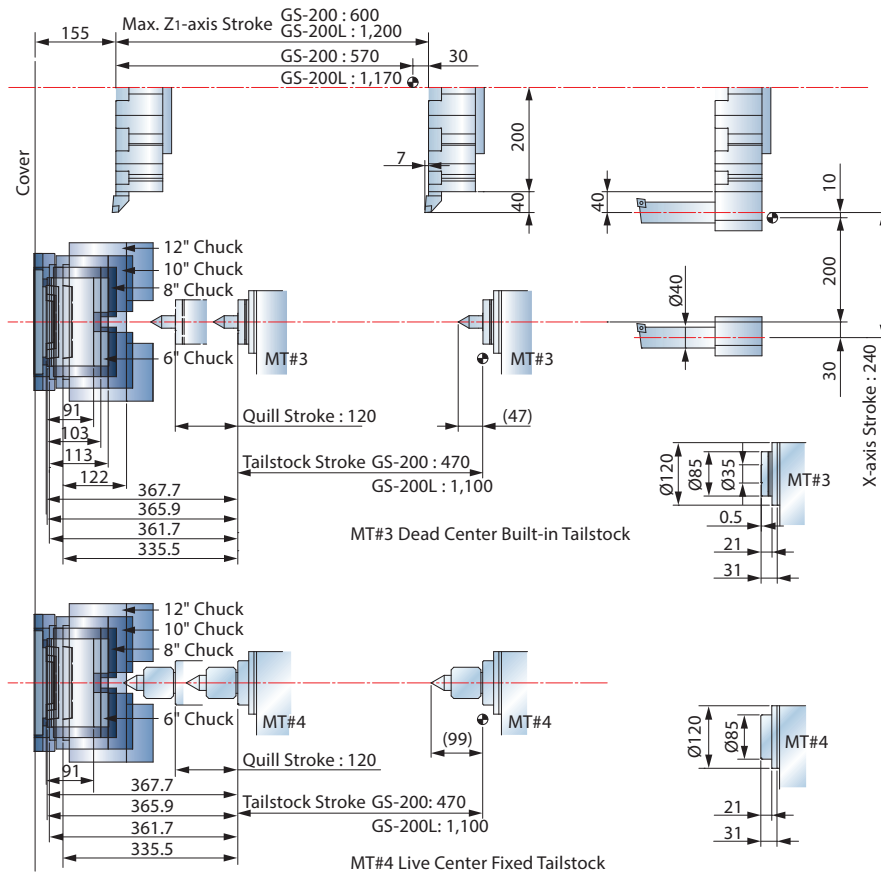 GS-200 : 600
Max. Z1-axis Stroke
GS-200L : 1,200
155
GS-200 : 570
30
GS-200L : 1,170
Cover
200
7
40
40
10
200
Ø40
30
X-axis Stroke : 240
12" Chuck
10" Chuck
8" Chuck
6" Chuck
MT#3
MT#3
91
103
113
122
Quill Stroke : 120
(47)
Tailstock Stroke GS-200 : 470
GS-200L : 1,100
367.7
365.9
361.7
335.5
MT#3 Dead Center Built-in Tailstock
Ø120
Ø85
Ø35
MT#3
0.5
21
31
12" Chuck
10" Chuck
8" Chuck
6" Chuck
MT#4
MT#4
(99)
Quill Stroke : 120
91
367.7
365.9
361.7
335.5
Tailstock Stroke GS-200: 470
GS-200L: 1,100
MT#4 Live Center Fixed Tailstock
Ø120
Ø85
MT#4
21
31